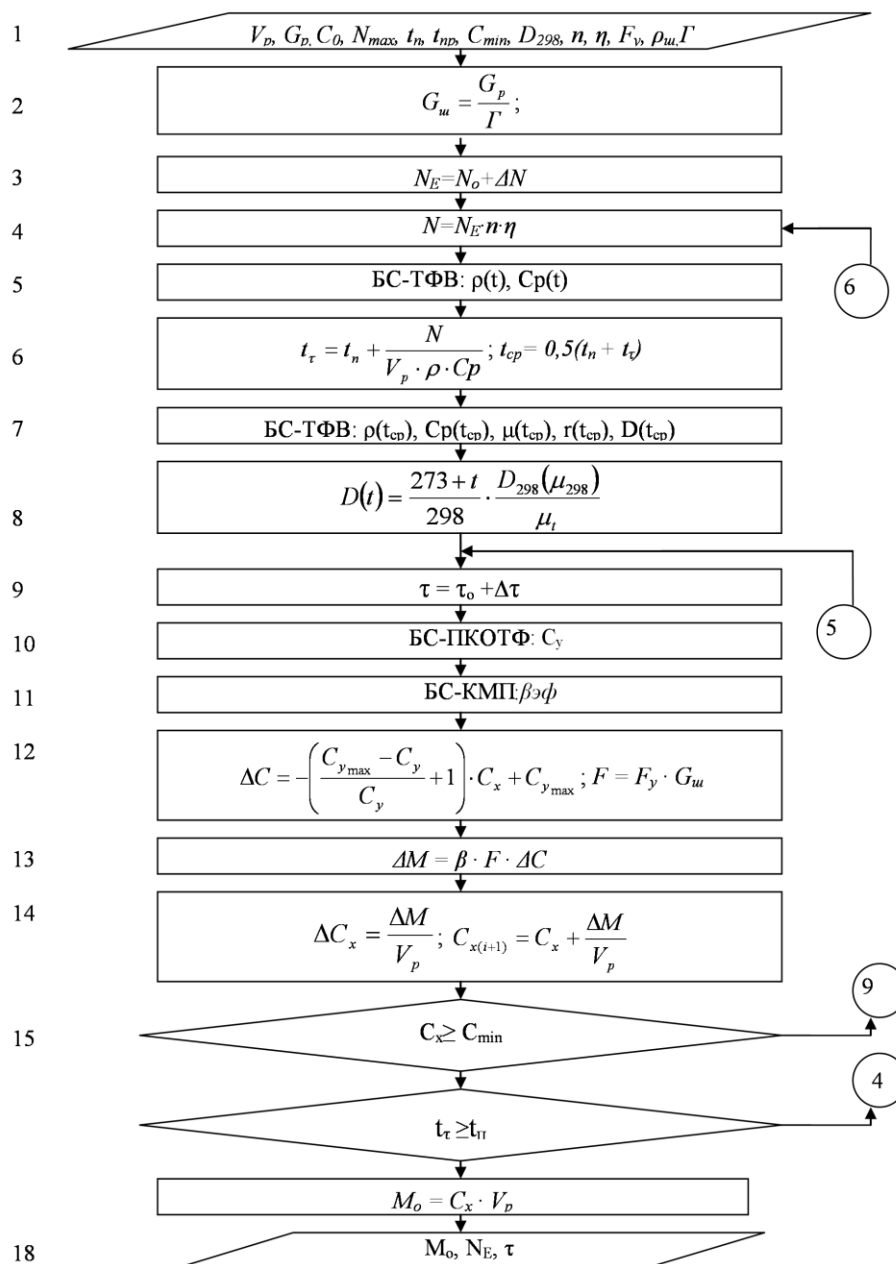 1 V_p, G_p, C_0, N_max, t_n, t_np, C_min, D_298, n, η, F_v, ρ_ш, Г
2 G_ш = G_p / Г ;
3 N_E=N_o+ΔN
4 N=N_E·n·η
5 БС-ТФВ: ρ(t), Cp(t)
6
6 t_τ = t_n + N / (V_p · ρ · Cp) ; t_cp= 0,5(t_n + t_τ)
7 БС-ТФВ: ρ(t_cp), Cp(t_cp), μ(t_cp), r(t_cp), D(t_cp)
8 D(t) = (273 + t) / 298 · D_298(μ_298) / μ_t
9 τ = τ_o +Δτ
5
10 БС-ПКОТФ: C_y
11 БС-КМП:βэф
12 ΔC = -((C_y_max - C_y) / C_y + 1) · C_x + C_y_max ; F = F_y · G_ш
13 ΔM = β · F · ΔC
14 ΔC_x = ΔM / V_p ; C_x(i+1) = C_x + ΔM / V_p
9
15 C_x≥ C_min
4
t_τ ≥t_п
M_o = C_x · V_p
18 M_o, N_E, τ